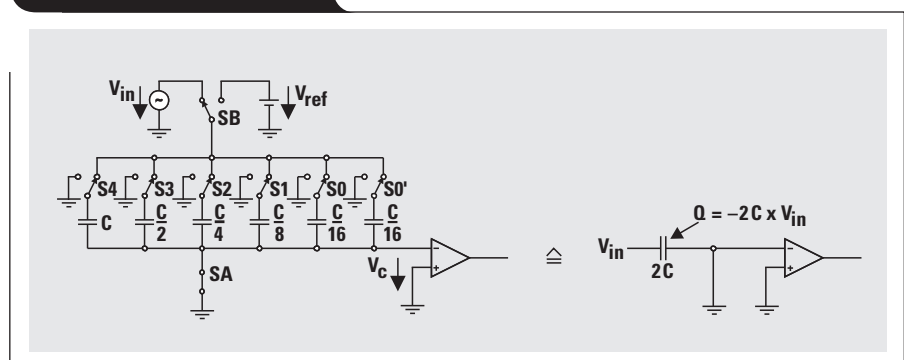 Vin
~
SB
Vref
S4 S3 S2 S1 S0 S0'
C C/2 C/4 C/8 C/16 C/16
SA
Vc
−
+
≙
Q = −2C x Vin
Vin
2C
−
+